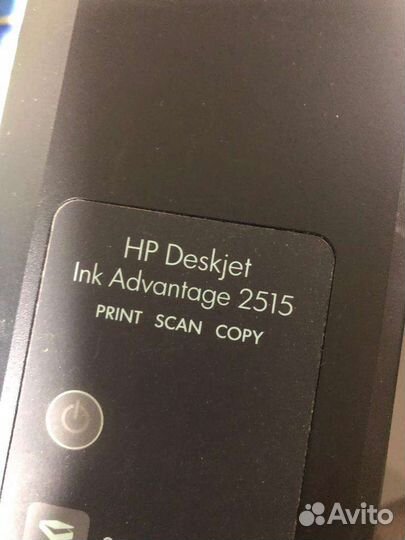 HP Deskjet
Ink Advantage 2515
PRINT SCAN COPY
Avito